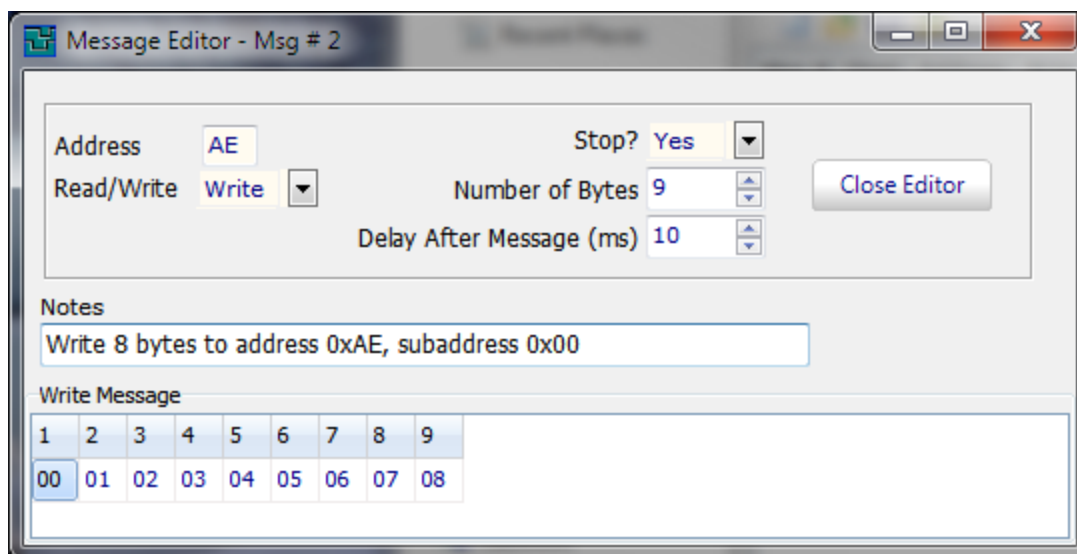 Message Editor - Msg # 2
Recent Places
Address AE Stop? Yes
Read/Write Write Number of Bytes 9 Close Editor
Delay After Message (ms) 10
Notes
Write 8 bytes to address 0xAE, subaddress 0x00
Write Message
1 2 3 4 5 6 7 8 9
00 01 02 03 04 05 06 07 08